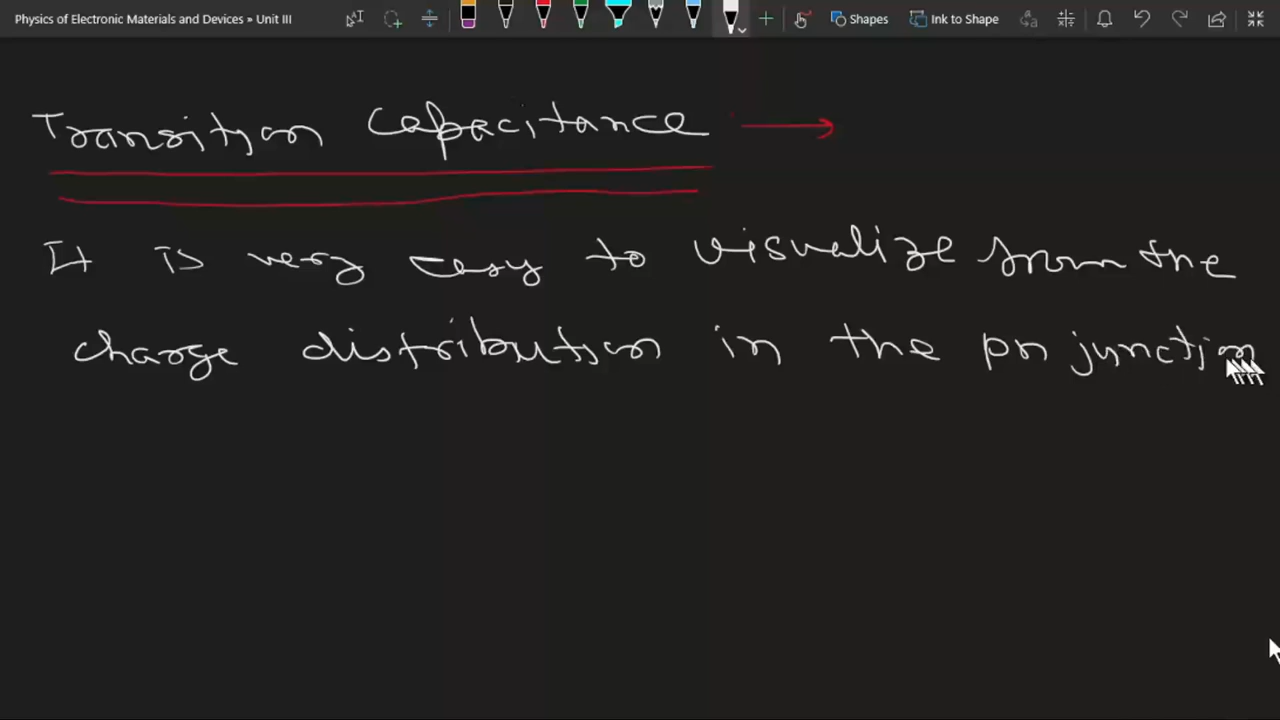 Physics of Electronic Materials and Devices » Unit III
Shapes
Ink to Shape
Transition Capacitance →
It is very easy to visualize from the
charge distribution in the pn junction